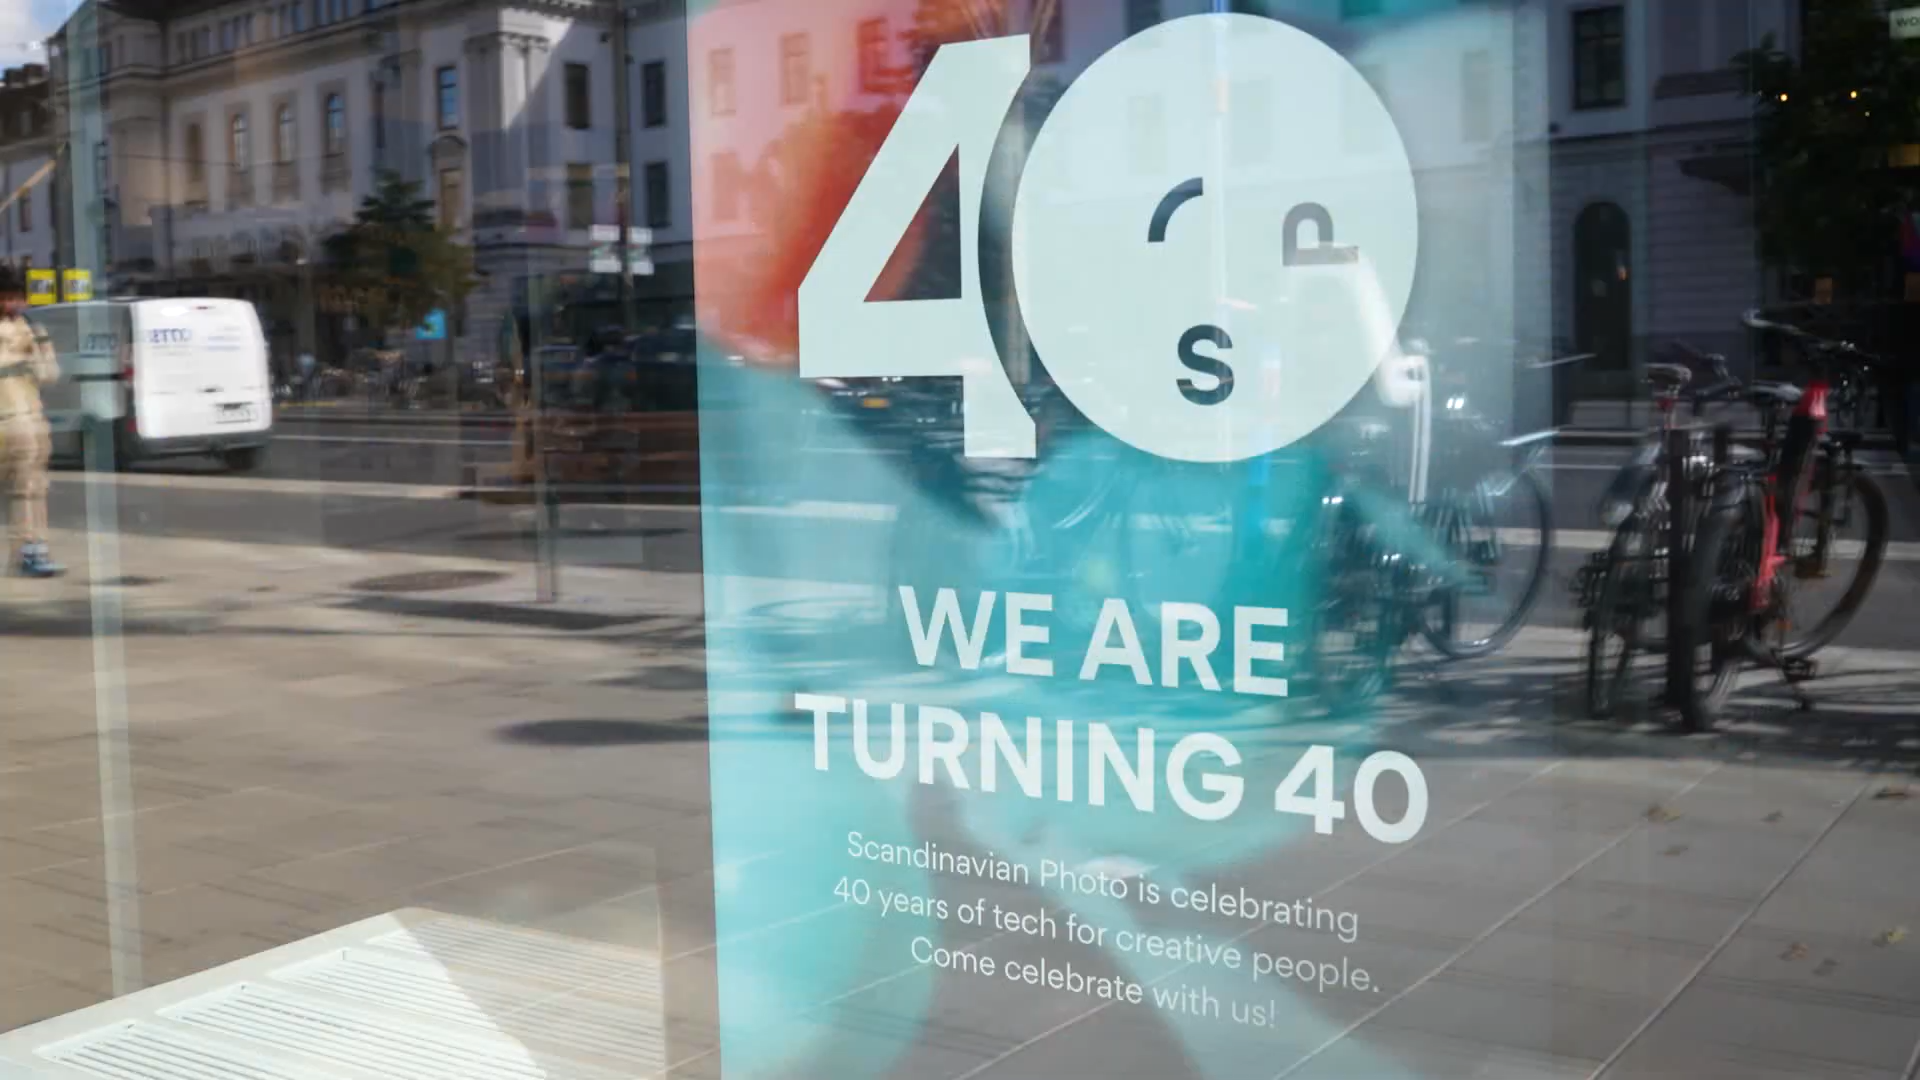 40
s
WE ARE
TURNING 40
Scandinavian Photo is celebrating
40 years of tech for creative people.
Come celebrate with us!